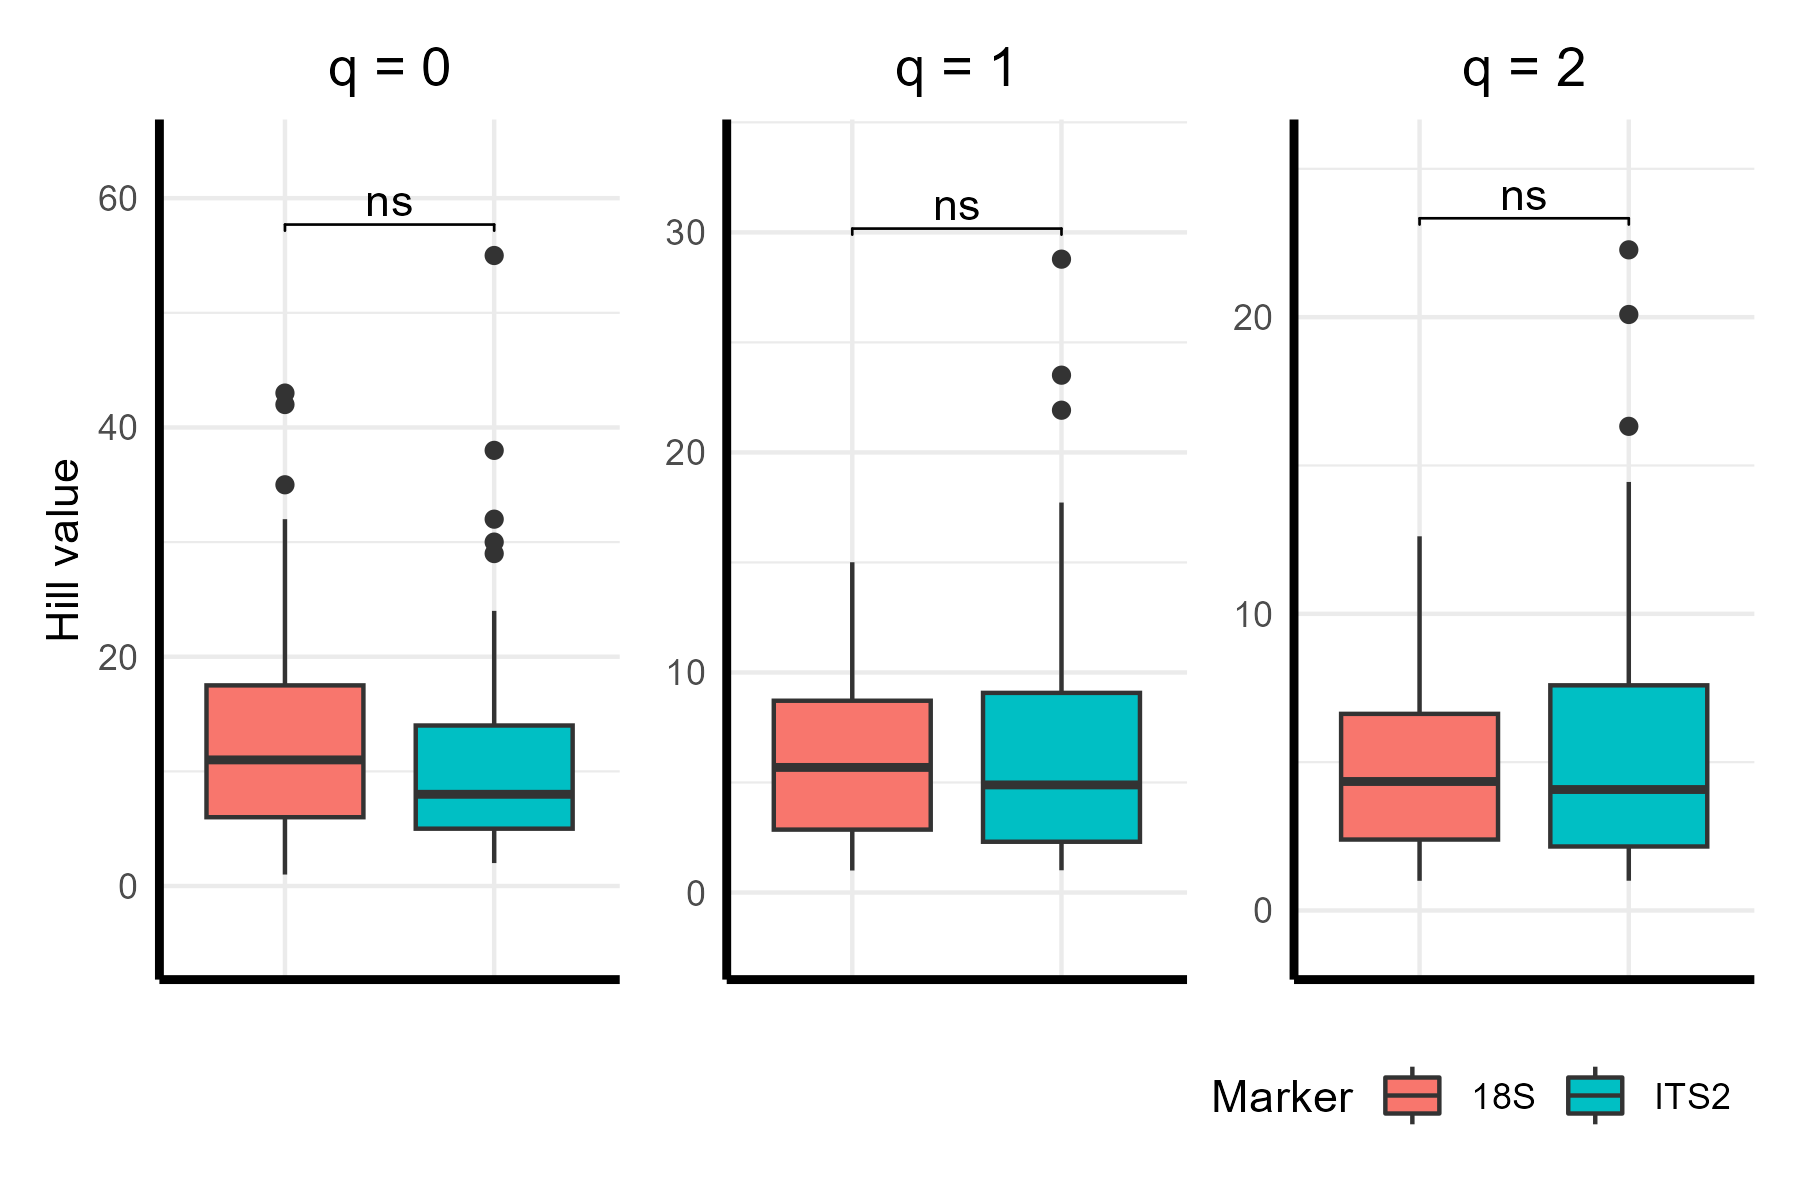 q = 0
q = 1
q = 2
Hill value
60
40
20
0
ns
30
20
10
0
ns
20
10
0
ns
Marker 18S ITS2